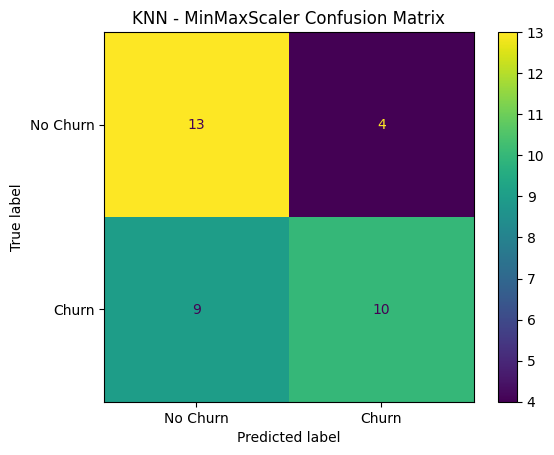 KNN - MinMaxScaler Confusion Matrix
True label
No Churn
Churn
13
4
9
10
No Churn
Churn
Predicted label
13
12
11
10
9
8
7
6
5
4